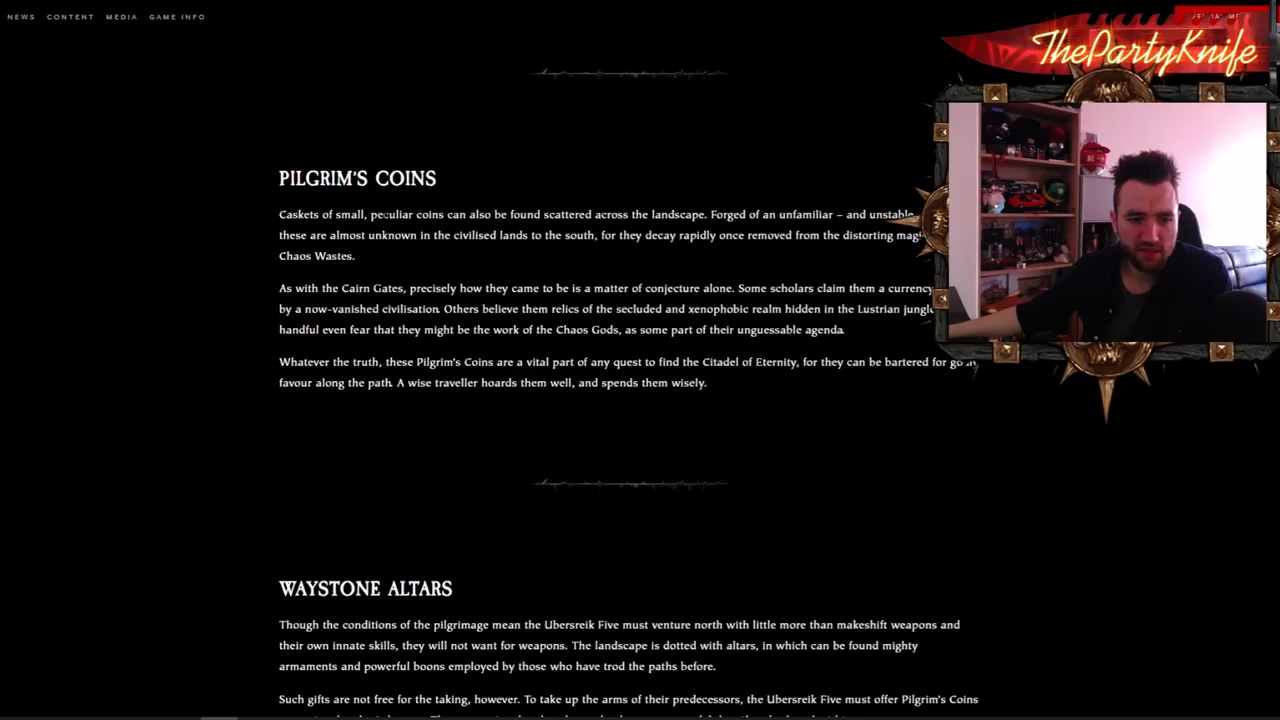 NEWS CONTENT MEDIA GAME INFO
ThePartyKnife
PILGRIM'S COINS
Caskets of small, peculiar coins can also be found scattered across the landscape. Forged of an unfamiliar – and unstable
these are almost unknown in the civilised lands to the south, for they decay rapidly once removed from the distorting
Chaos Wastes.
As with the Cairn Gates, precisely how they came to be is a matter of conjecture alone. Some scholars claim them a currency
by a now-vanished civilisation. Others believe them relics of the secluded and xenophobic realm hidden in the Lustrian
handful even fear that they might be the work of the Chaos Gods, as some part of their unguessable agenda.
Whatever the truth, these Pilgrim's Coins are a vital part of any quest to find the Citadel of Eternity, for they can be bartered for
favour along the path. A wise traveller hoards them well, and spends them wisely.
WAYSTONE ALTARS
Though the conditions of the pilgrimage mean the Ubersreik Five must venture north with little more than makeshift weapons and
their own innate skills, they will not want for weapons. The landscape is dotted with altars, in which can be found mighty
armaments and powerful boons employed by those who have trod the paths before.
Such gifts are not free for the taking, however. To take up the arms of their predecessors, the Ubersreik Five must offer Pilgrim's Coins